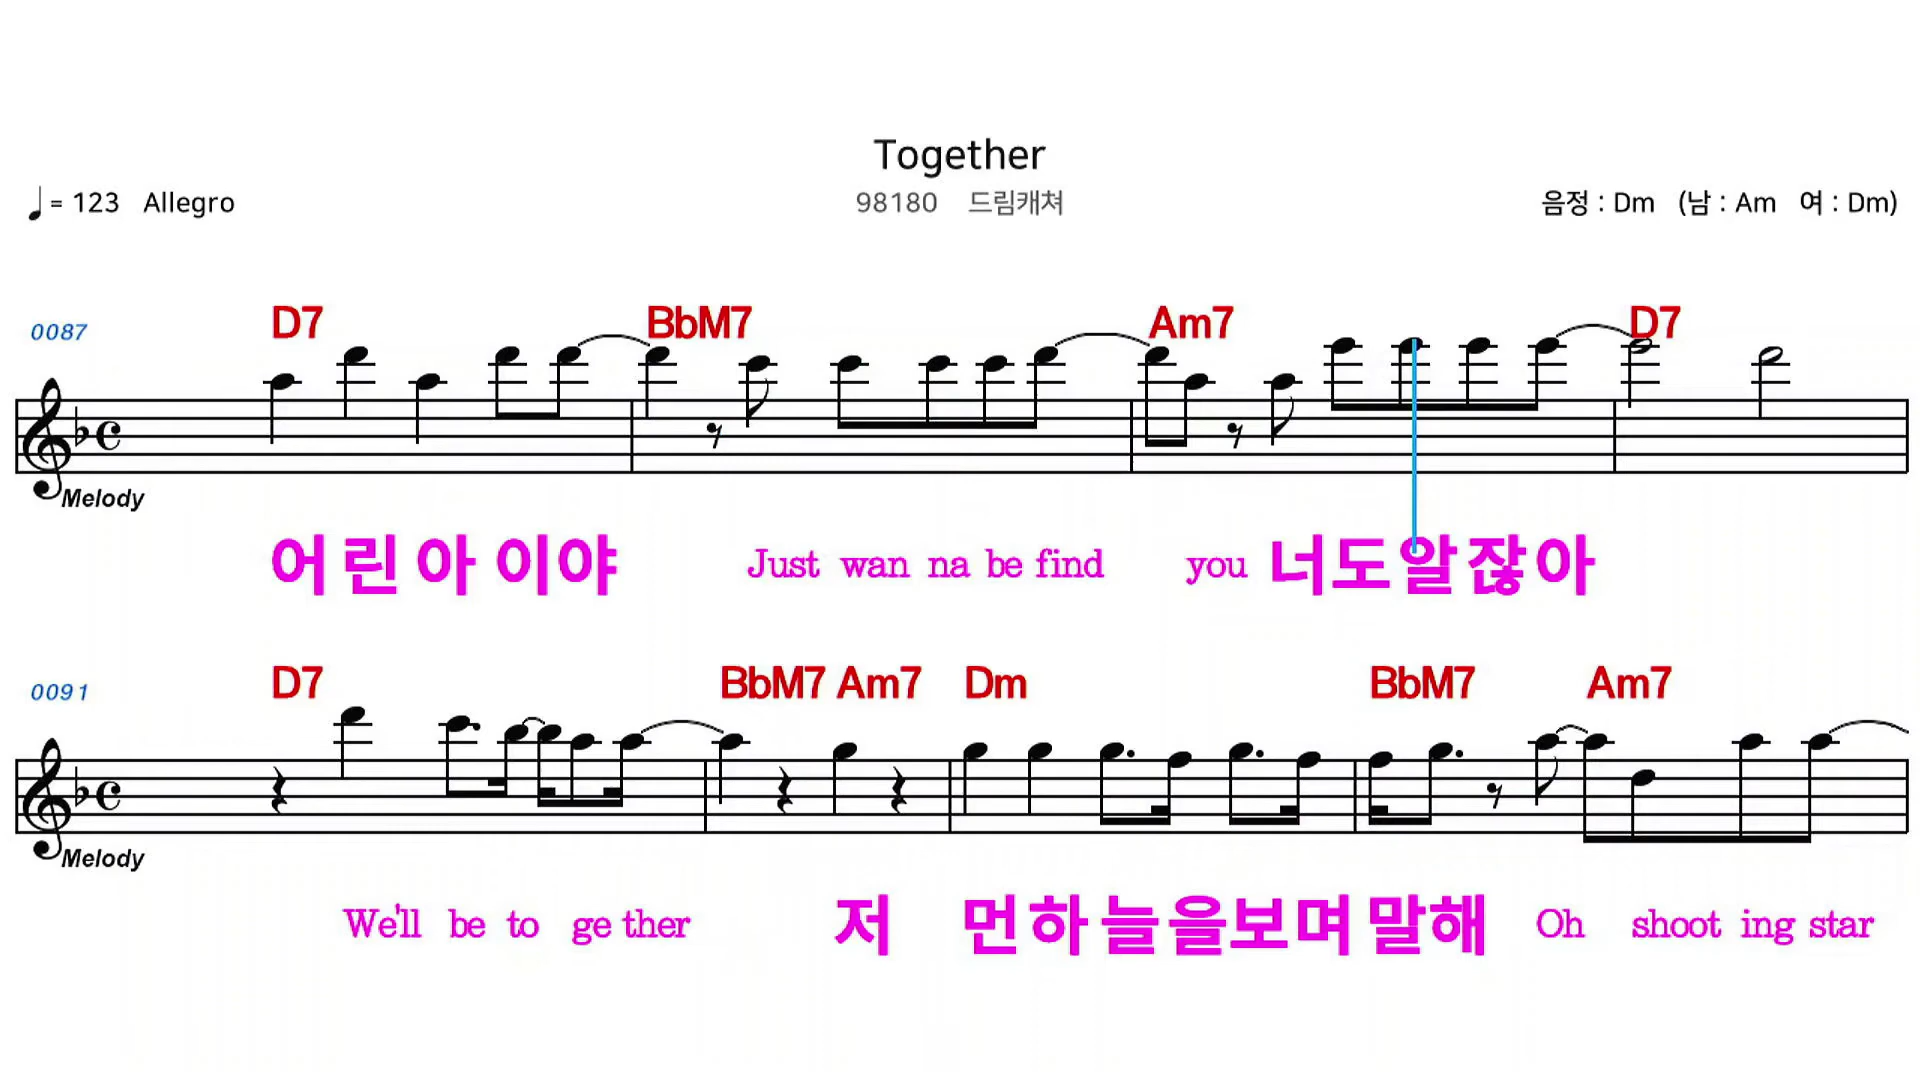 Together
♩= 123 Allegro
98180 드림캐쳐
음정 : Dm (남 : Am 여 : Dm)
0087 D7 BbM7 Am7 D7
Melody
어 린 아 이야 Just wan na be find you 너도알잖아
0091 D7 BbM7 Am7 Dm BbM7 Am7
Melody
We'll be to ge ther 저 먼하늘을보며 말해 Oh shoot ing star